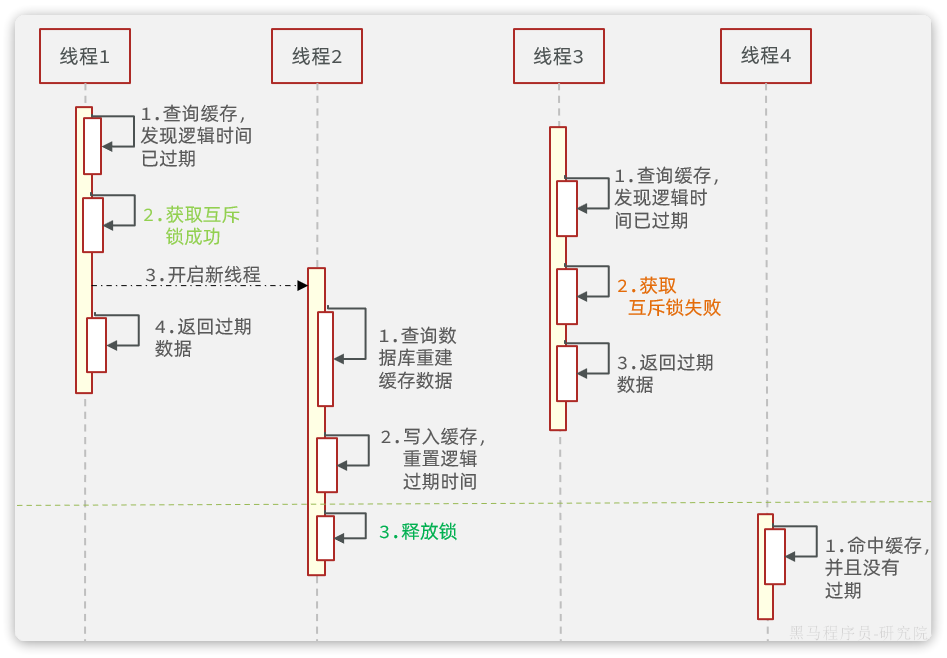 线程1
线程2
线程3
线程4
1.查询缓存,
发现逻辑时间
已过期
2.获取互斥
锁成功
3.开启新线程
4.返回过期
数据
1.查询数
据库重建
缓存数据
2.写入缓存,
重置逻辑
过期时间
3.释放锁
1.查询缓存,
发现逻辑时
间已过期
2.获取
互斥锁失败
3.返回过期
数据
1.命中缓存,
并且没有
过期
黑马程序员-研究院